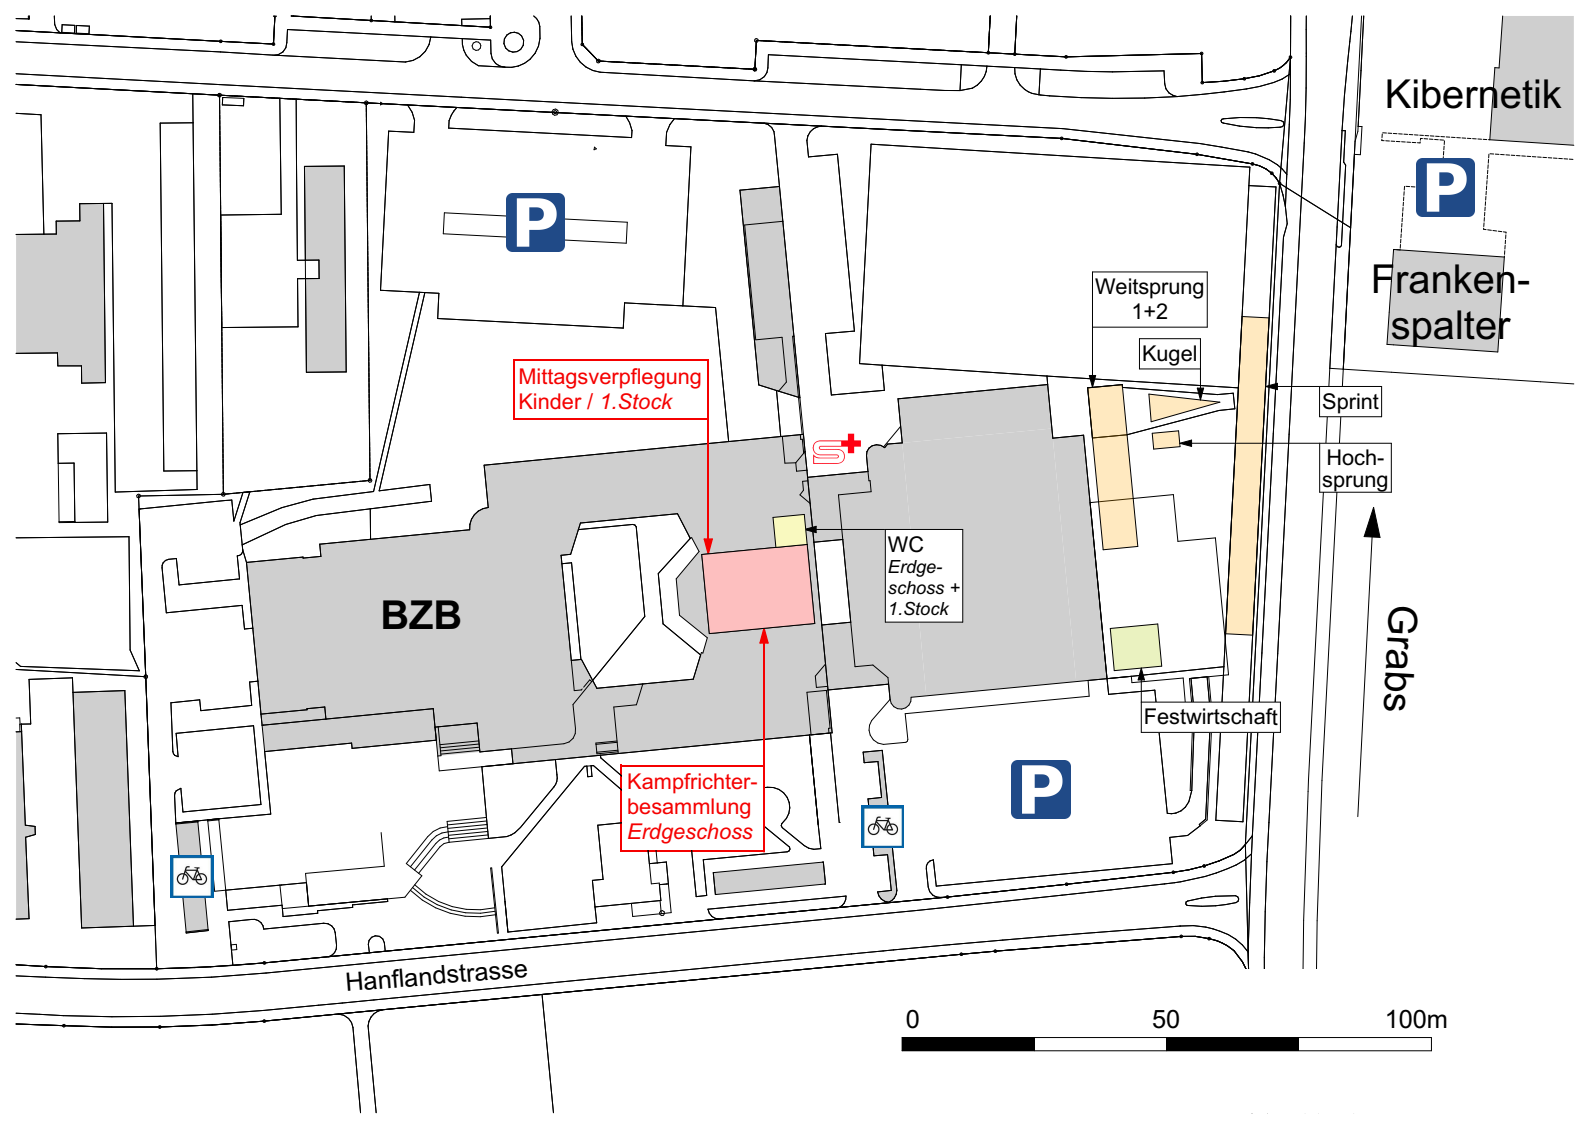 Kibernetik
P
P
Franken-
spalter
Weitsprung
1+2
Kugel
Mittagsverpflegung
Kinder / 1.Stock
Sprint
S+
Hoch-
sprung
WC
Erdge-
schoss +
1.Stock
BZB
Grabs
Festwirtschaft
P
Kampfrichter-
besammlung
Erdgeschoss
Hanflandstrasse
0 50 100m